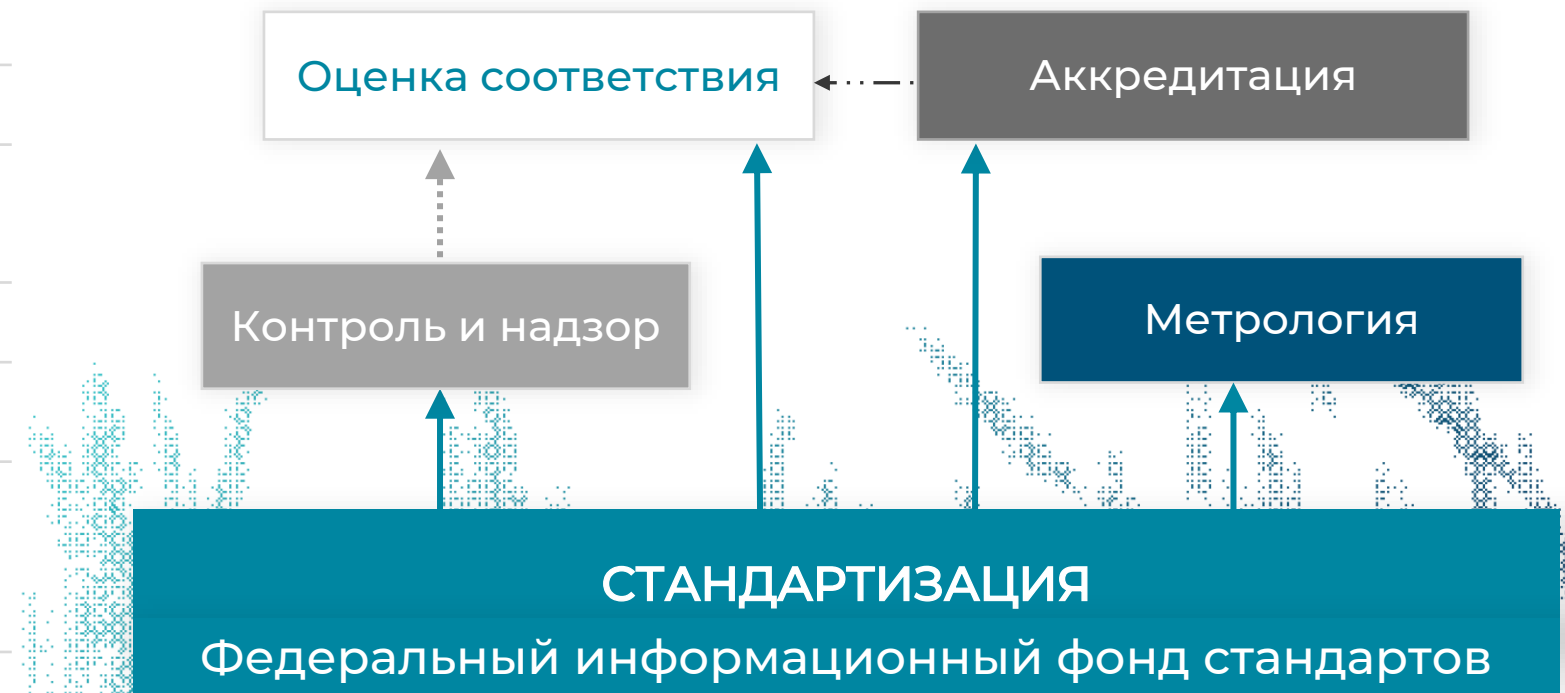 Оценка соответствия
Аккредитация
Контроль и надзор
Метрология
СТАНДАРТИЗАЦИЯ
Федеральный информационный фонд стандартов